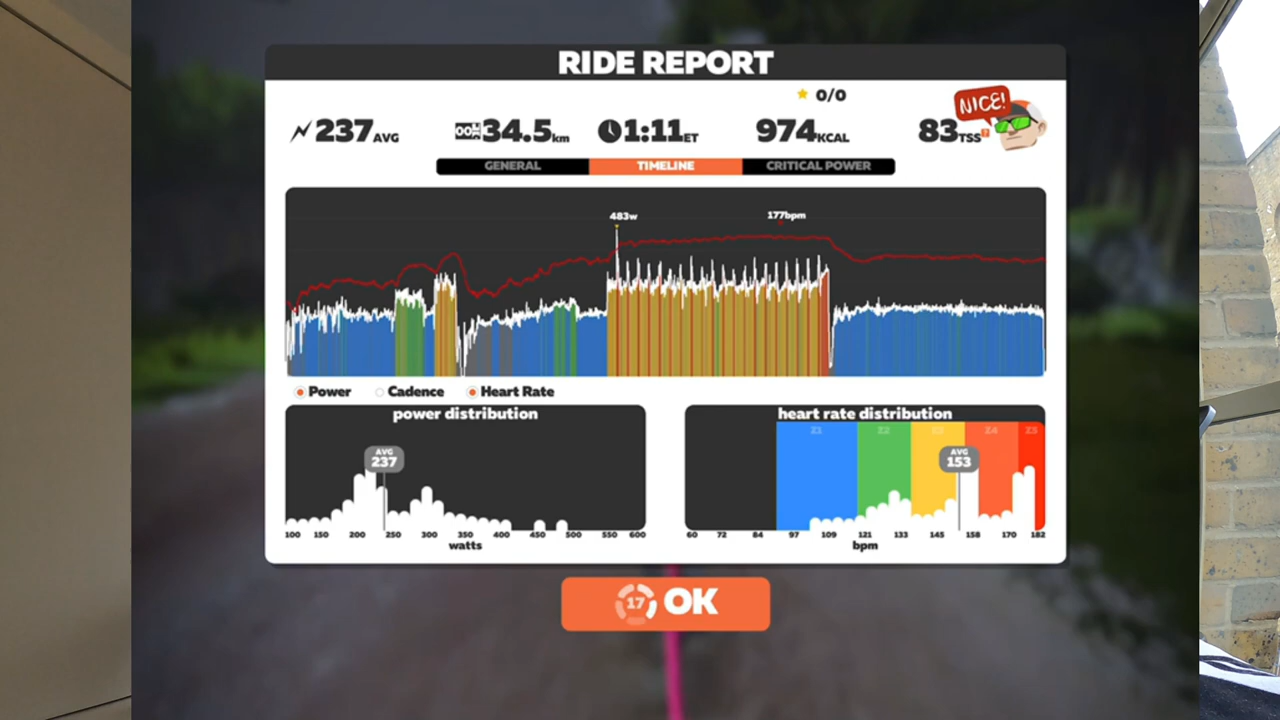 RIDE REPORT
0/0
NICE!
237AVG
34.5km
1:11ET
974KCAL
83TSS?
GENERAL
TIMELINE
CRITICAL POWER
483w
177bpm
Power
Cadence
Heart Rate
power distribution
heart rate distribution
Z1
Z2
Z4
Z5
AVG
237
AVG
153
100 150 200 250 300 350 400 450 500 550 600
60 72 84 97 109 121 133 145 158 170 182
watts
bpm
17 OK